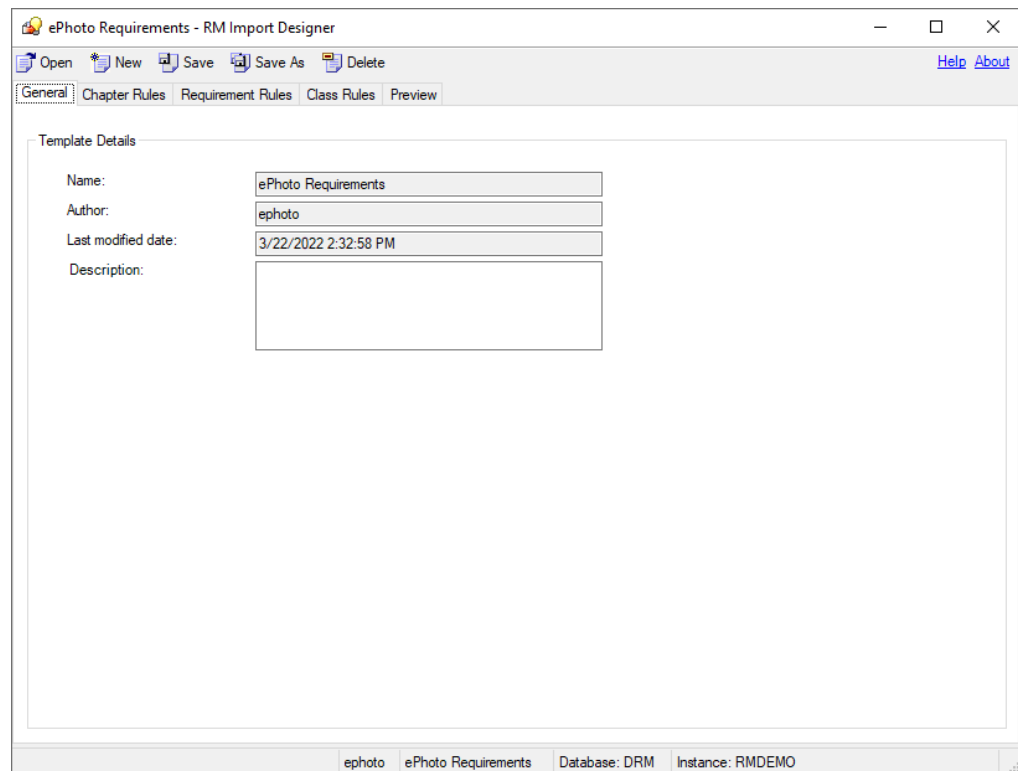 ePhoto Requirements - RM Import Designer
Open New Save Save As Delete Help About
General Chapter Rules Requirement Rules Class Rules Preview
Template Details
Name: ePhoto Requirements
Author: ephoto
Last modified date: 3/22/2022 2:32:58 PM
Description:
ephoto ePhoto Requirements Database: DRM Instance: RMDEMO